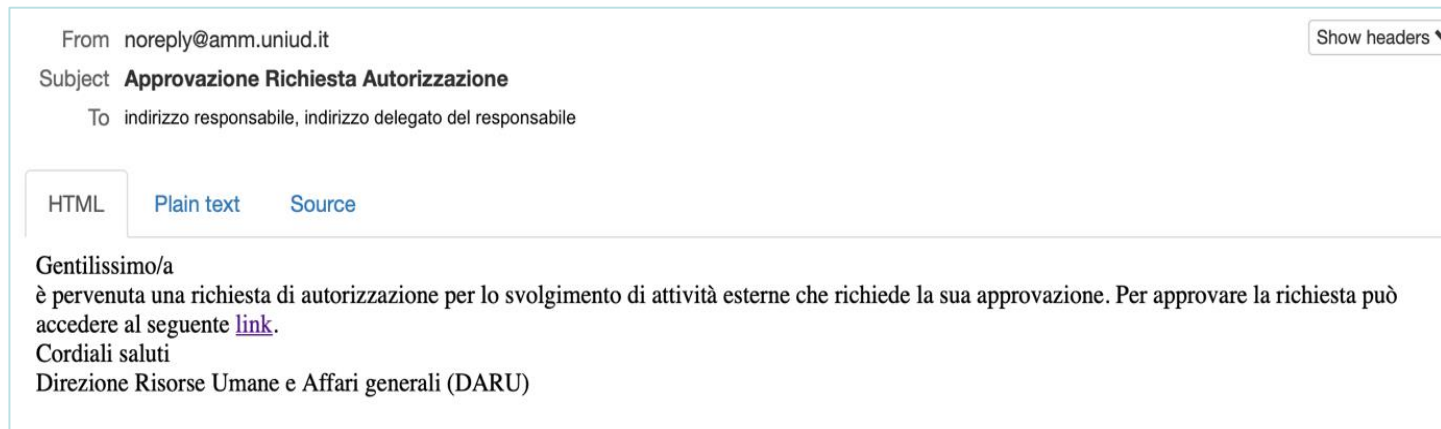 From noreply@amm.uniud.it
Show headers
Subject Approvazione Richiesta Autorizzazione
To indirizzo responsabile, indirizzo delegato del responsabile
HTML Plain text Source
Gentilissimo/a
è pervenuta una richiesta di autorizzazione per lo svolgimento di attività esterne che richiede la sua approvazione. Per approvare la richiesta può
accedere al seguente link.
Cordiali saluti
Direzione Risorse Umane e Affari generali (DARU)